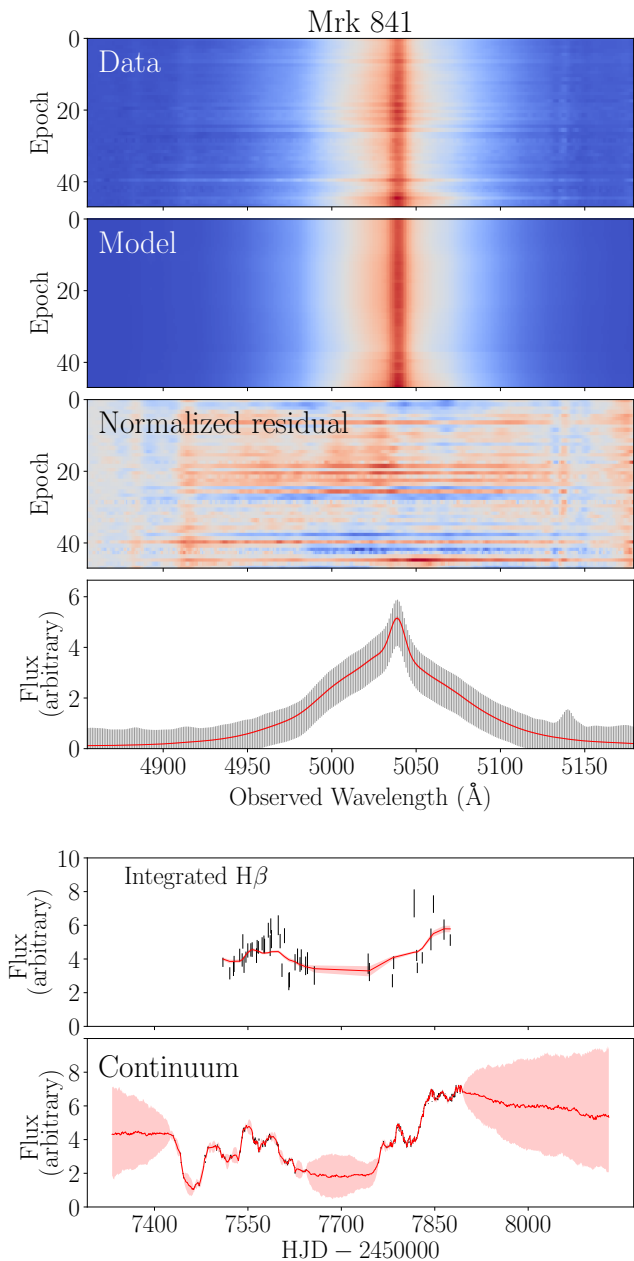 Mrk 841
Data
Epoch
0
20
40
Model
Epoch
0
20
40
Normalized residual
Epoch
0
20
40
Flux
(arbitrary)
6
4
2
0
4900 4950 5000 5050 5100 5150
Observed Wavelength (Å)
Integrated Hβ
Flux
(arbitrary)
10
8
6
4
2
0
Continuum
Flux
(arbitrary)
8
6
4
2
0
7400 7550 7700 7850 8000
HJD − 2450000